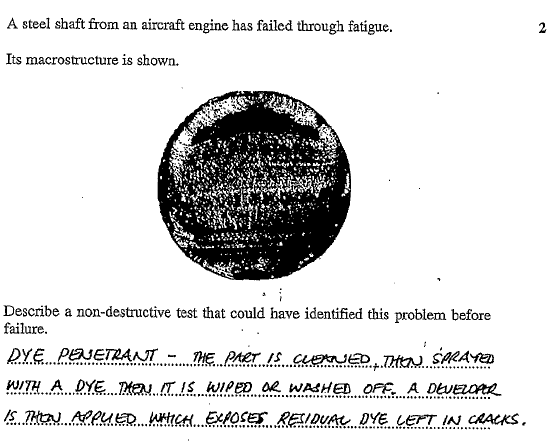 A steel shaft from an aircraft engine has failed through fatigue. 2
Its macrostructure is shown.
Describe a non-destructive test that could have identified this problem before
failure.
DYE PENETRANT - THE PART IS CLEANED, THEN SPRAYED
WITH A DYE THEN IT IS WIPED OR WASHED OFF. A DEVELOPER
IS THEN APPLIED WHICH EXPOSES RESIDUAL DYE LEFT IN CRACKS.